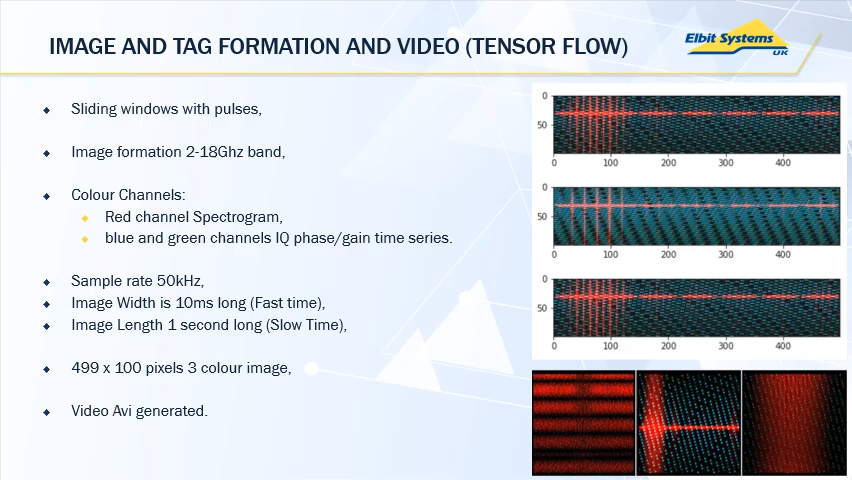 IMAGE AND TAG FORMATION AND VIDEO (TENSOR FLOW)
Elbit Systems
UK
Sliding windows with pulses,
Image formation 2-18Ghz band,
Colour Channels:
Red channel Spectrogram,
blue and green channels IQ phase/gain time series.
Sample rate 50kHz,
Image Width is 10ms long (Fast time),
Image Length 1 second long (Slow Time),
499 x 100 pixels 3 colour image,
Video Avi generated.
0
50
0 100 200 300 400
0
50
0 100 200 300 400
0
50
0 100 200 300 400